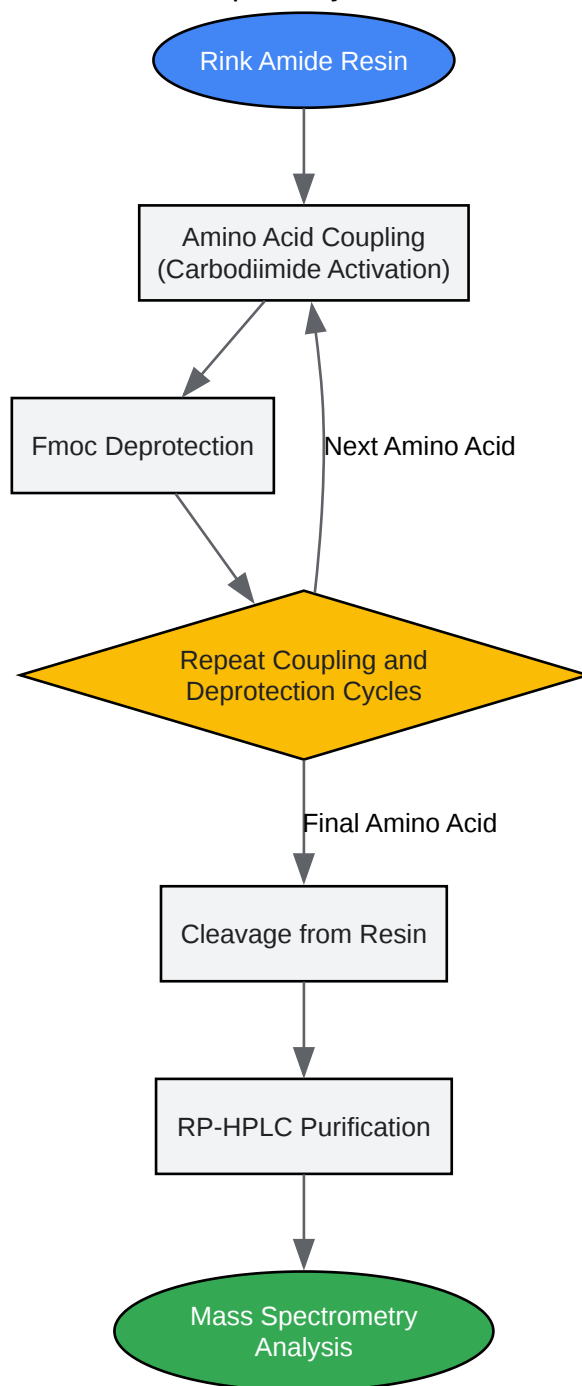 Rink Amide Resin
Amino Acid Coupling
(Carbodiimide Activation)
Fmoc Deprotection
Next Amino Acid
Repeat Coupling and
Deprotection Cycles
Final Amino Acid
Cleavage from Resin
RP-HPLC Purification
Mass Spectrometry
Analysis